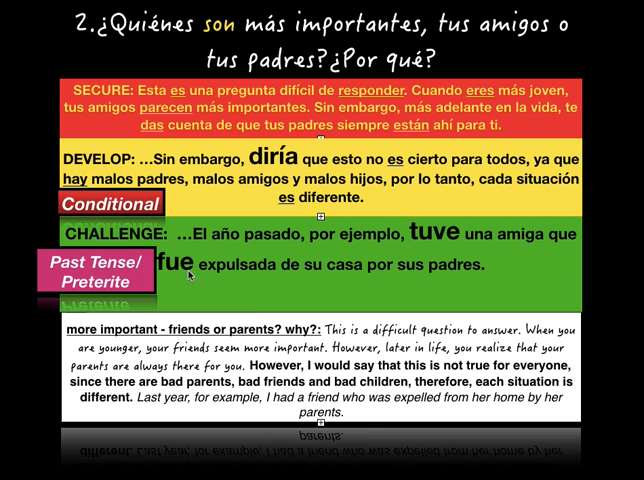 2.¿Quiénes son más importantes, tus amigos o
tus padres?¿Por qué?
SECURE: Esta es una pregunta difícil de responder. Cuando eres más joven,
tus amigos parecen más importantes. Sin embargo, más adelante en la vida, te
das cuenta de que tus padres siempre están ahí para ti.
DEVELOP: ...Sin embargo, diría que esto no es cierto para todos, ya que
hay malos padres, malos amigos y malos hijos, por lo tanto, cada situación
es diferente.
Conditional
CHALLENGE: ...El año pasado, por ejemplo, tuve una amiga que
Past Tense/
Preterite
fue expulsada de su casa por sus padres.
more important - friends or parents? why?: This is a difficult question to answer. When you
are younger, your friends seem more important. However, later in life, you realize that your
parents are always there for you. However, I would say that this is not true for everyone,
since there are bad parents, bad friends and bad children, therefore, each situation is
different. Last year, for example, I had a friend who was expelled from her home by her
parents.